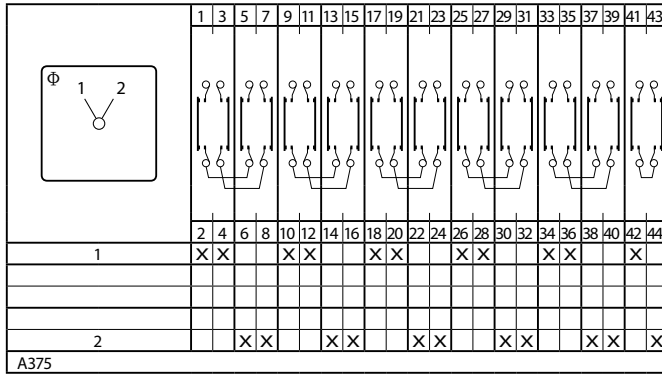 1 3 5 7 9 11 13 15 17 19 21 23 25 27 29 31 33 35 37 39 41 43
Φ 1 2
2 4 6 8 10 12 14 16 18 20 22 24 26 28 30 32 34 36 38 40 42 44
1 X X X X X X X X X X X
2 X X X X X X X X X X X
A375